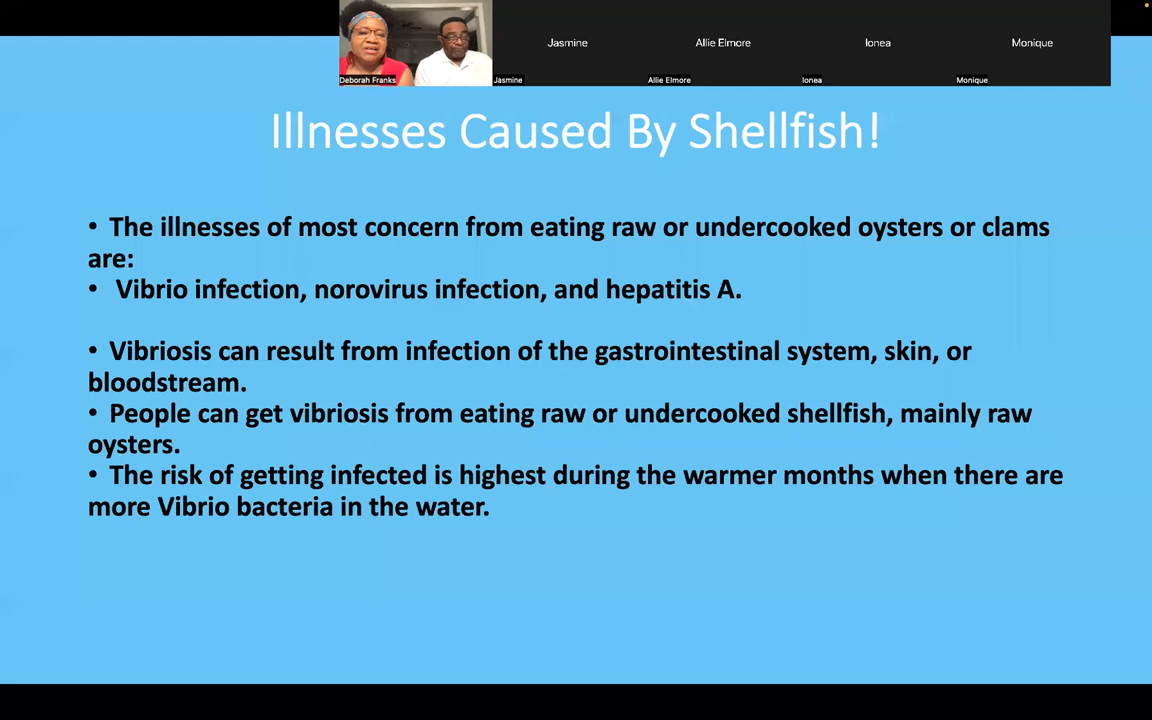 Jasmine
Allie Elmore
Ionea
Monique
Deborah Franks
Jasmine
Allie Elmore
Ionea
Monique
Illnesses Caused By Shellfish!
• The illnesses of most concern from eating raw or undercooked oysters or clams
are:
• Vibrio infection, norovirus infection, and hepatitis A.
• Vibriosis can result from infection of the gastrointestinal system, skin, or
bloodstream.
• People can get vibriosis from eating raw or undercooked shellfish, mainly raw
oysters.
• The risk of getting infected is highest during the warmer months when there are
more Vibrio bacteria in the water.